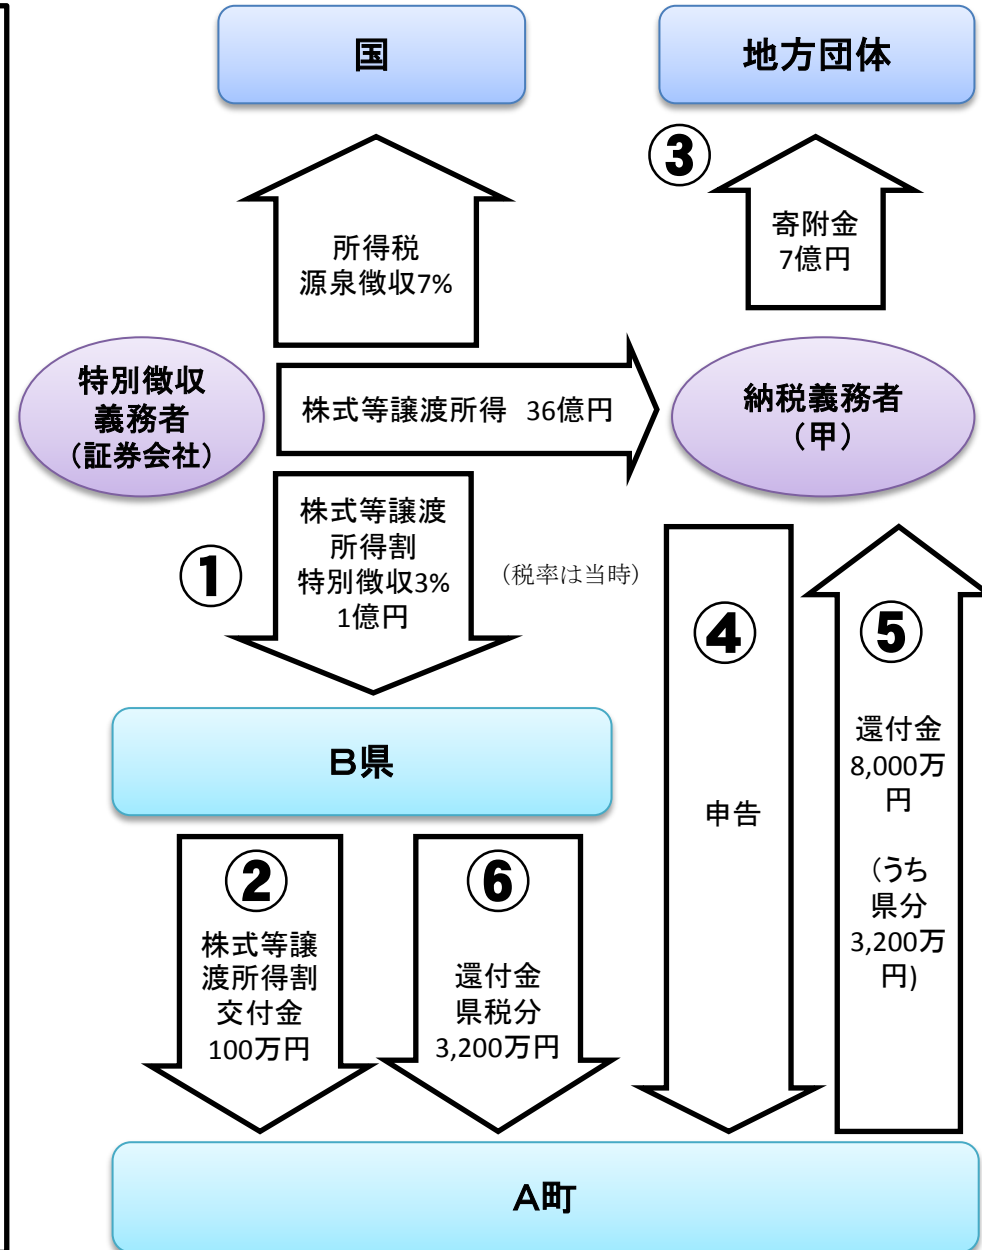 国
地方団体
③
寄附金
7億円
所得税
源泉徴収7%
特別徴収
義務者
（証券会社）
株式等譲渡所得 36億円
納税義務者
（甲）
①
株式等譲渡
所得割
特別徴収3%
1億円
（税率は当時）
④
申告
⑤
還付金
8,000万
円
（うち
県分
3,200万
円)
B県
②
株式等譲
渡所得割
交付金
100万円
⑥
還付金
県税分
3,200万円
A町